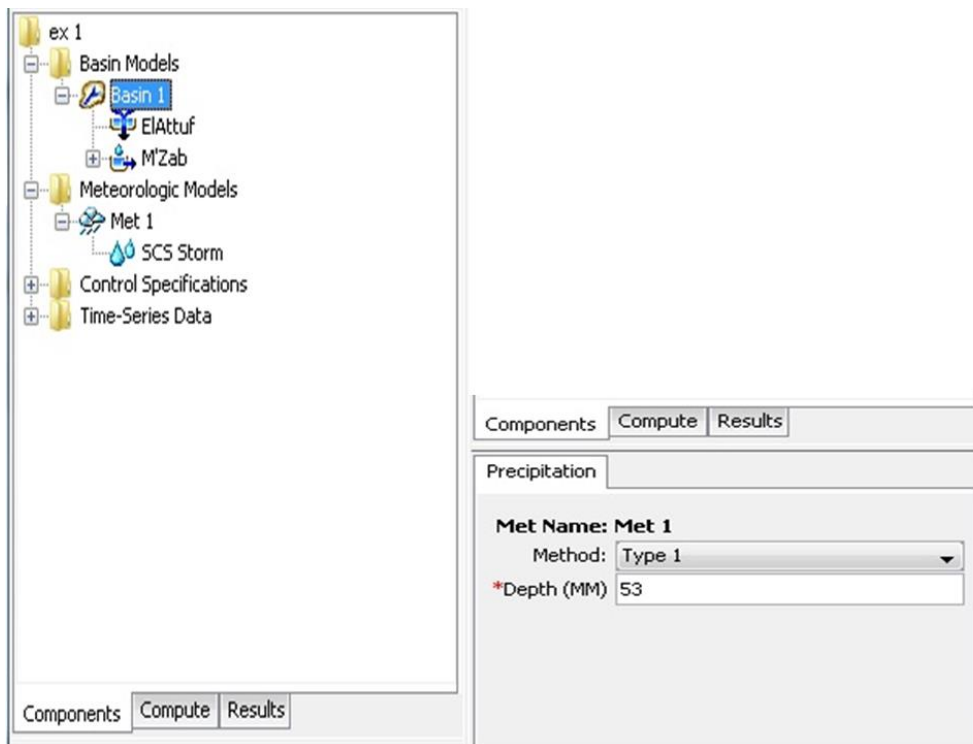 ex 1
Basin Models
Basin 1
ElAttuf
M'Zab
Meteorologic Models
Met 1
SCS Storm
Control Specifications
Time-Series Data
Components Compute Results
Components Compute Results
Precipitation
Met Name: Met 1
Method: Type 1
*Depth (MM) 53